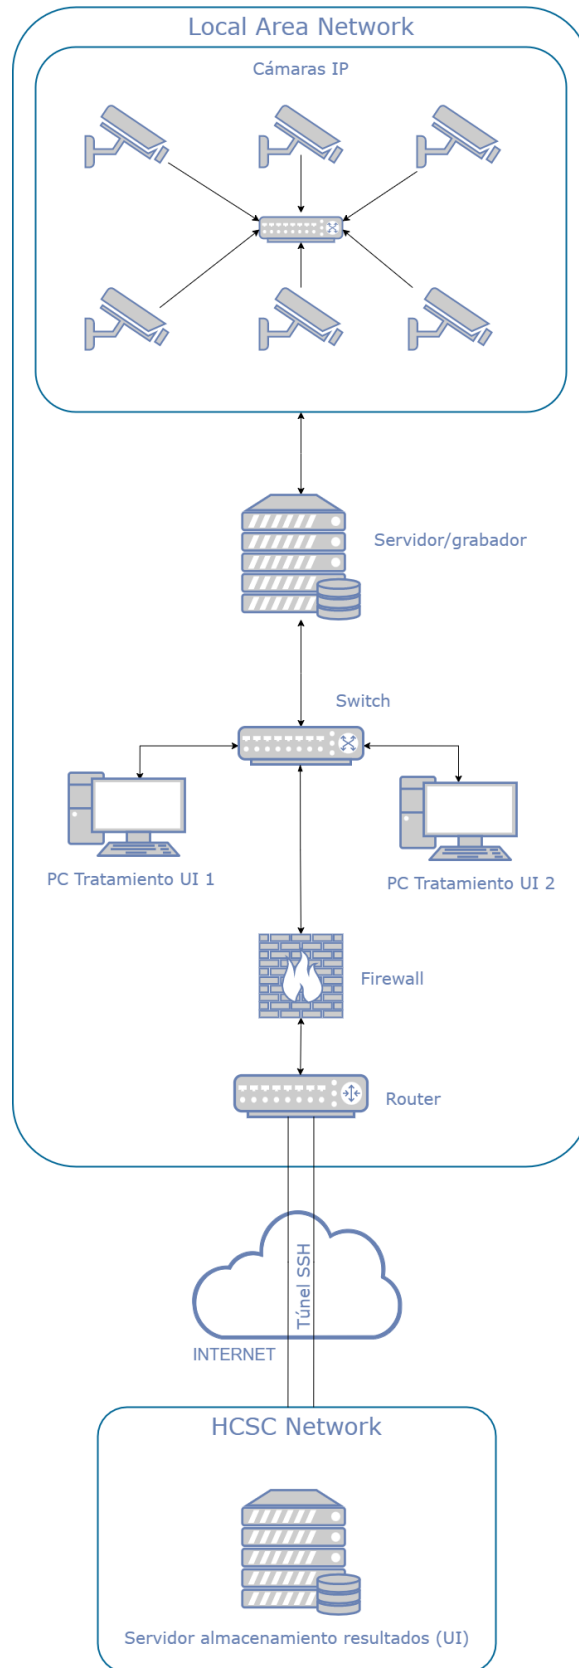 Local Area Network
Cámaras IP
Servidor/grabador
Switch
PC Tratamiento UI 1
PC Tratamiento UI 2
Firewall
Router
Túnel SSH
INTERNET
HCSC Network
Servidor almacenamiento resultados (UI)